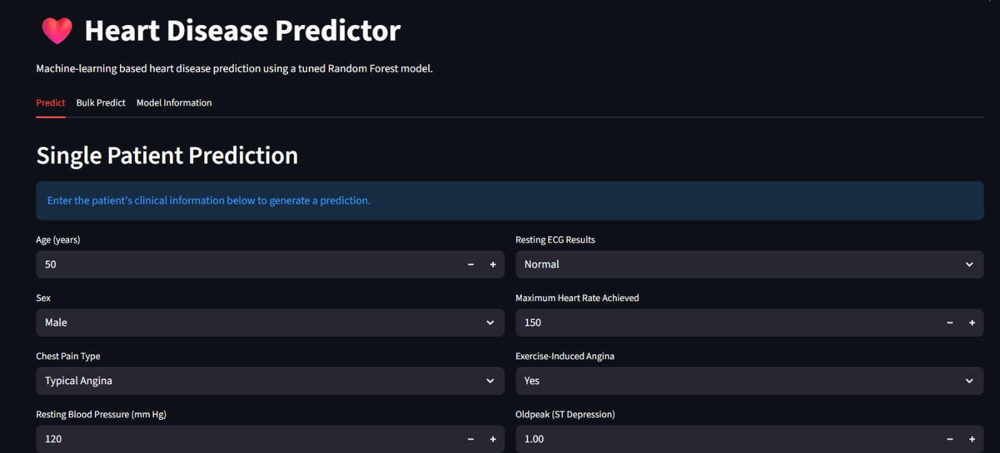 Heart Disease Predictor
Machine-learning based heart disease prediction using a tuned Random Forest model.
Predict Bulk Predict Model Information
Single Patient Prediction
Enter the patient's clinical information below to generate a prediction.
Age (years)
50
Resting ECG Results
Normal
Sex
Male
Maximum Heart Rate Achieved
150
Chest Pain Type
Typical Angina
Exercise-Induced Angina
Yes
Resting Blood Pressure (mm Hg)
120
Oldpeak (ST Depression)
1.00